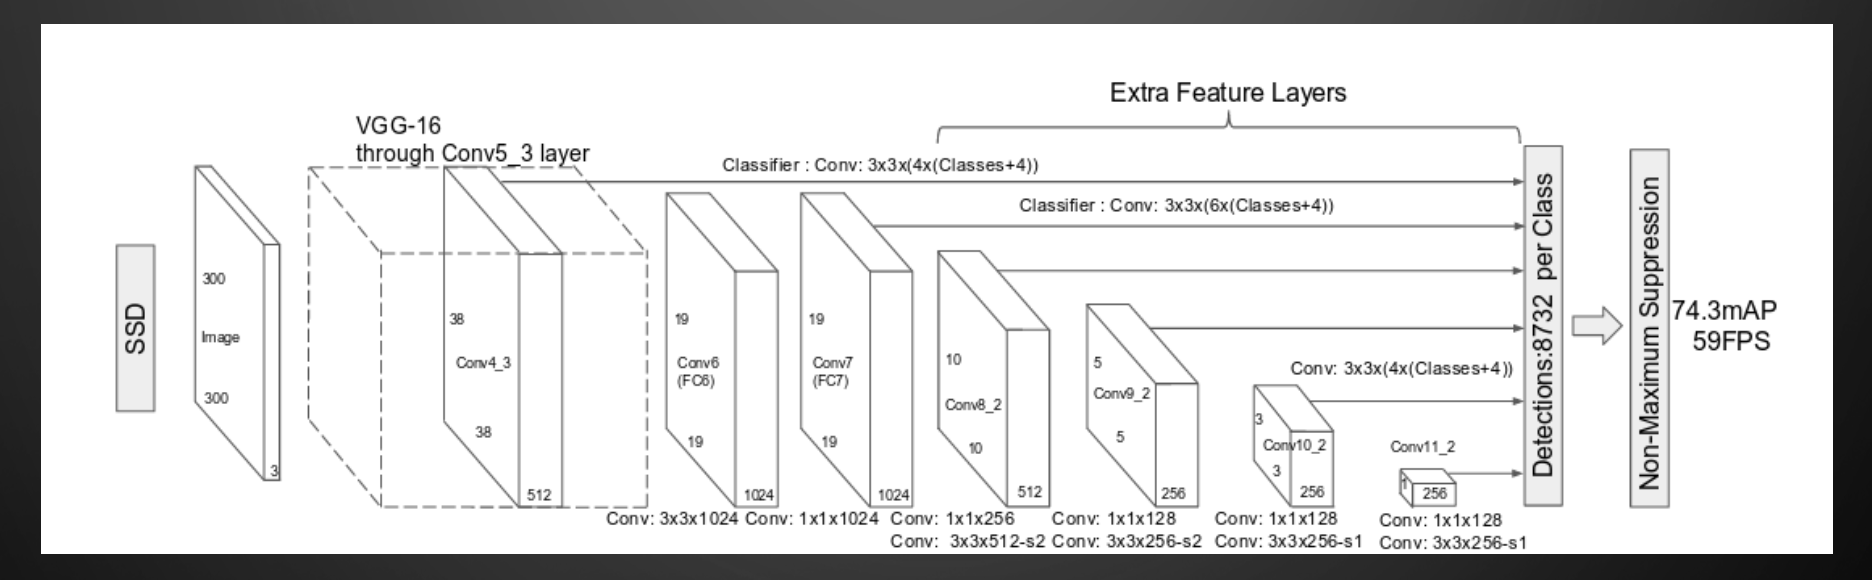 SSD
300
Image
300
3
VGG-16
through Conv5_3 layer
38
Conv4_3
38
512
19
Conv6
(FC6)
19
1024
Conv: 3x3x1024
19
Conv7
(FC7)
19
1024
Conv: 1x1x1024
Extra Feature Layers
Classifier : Conv: 3x3x(4x(Classes+4))
Classifier : Conv: 3x3x(6x(Classes+4))
10
Conv8_2
10
512
Conv: 1x1x256
Conv: 3x3x512-s2
5
Conv9_2
5
256
Conv: 1x1x128
Conv: 3x3x256-s2
Conv: 3x3x(4x(Classes+4))
3
Conv10_2
3
256
Conv: 1x1x128
Conv: 3x3x256-s1
Conv11_2
1
256
Conv: 1x1x128
Conv: 3x3x256-s1
Detections:8732 per Class
Non-Maximum Suppression
74.3mAP
59FPS